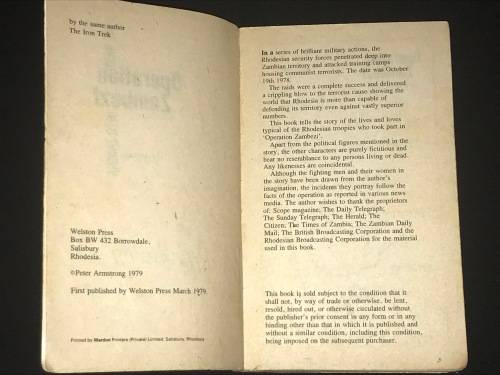 by the same author
The Iron Trek
Welston Press
Box BW 432 Borrowdale,
Salisbury
Rhodesia.
©Peter Armstrong 1979
First published by Welston Press March 1979.
Printed by Mardon Printers (Private) Limited, Salisbury, Rhodesia
In a series of brilliant military actions, the
Rhodesian security forces penetrated deep into
Zambian territory and attacked training camps
housing communist terrorists. The date was October
19th 1978.
The raids were a complete success and delivered
a crippling blow to the terrorist cause showing the
world that Rhodesia is more than capable of
defending its territory even against vastly superior
numbers.
This book tells the story of the lives and loves
typical of the Rhodesian troopies who took part in
'Operation Zambezi'.
Apart from the political figures mentioned in the
story, the other characters are purely fictitious and
bear no resemblance to any persons living or dead.
Any likenesses are coincidental.
Although the fighting men and their women in
the story have been drawn from the author's
imagination, the incidents they portray follow the
facts of the operation as reported in various news
media. The author wishes to thank the proprietors
of: Scope magazine; The Daily Telegraph;
The Sunday Telegraph; The Herald; The
Citizen; The Times of Zambia; The Zambian Daily
Mail; The British Broadcasting Corporation and the
Rhodesian Broadcasting Corporation for the material
used in this book.
This book is sold subject to the condition that it
shall not, by way of trade or otherwise, be lent,
resold, hired out, or otherwise circulated without
the publisher's prior consent in any form or in any
binding other than that in which it is published and
without a similar condition, including this condition,
being imposed on the subsequent purchaser.